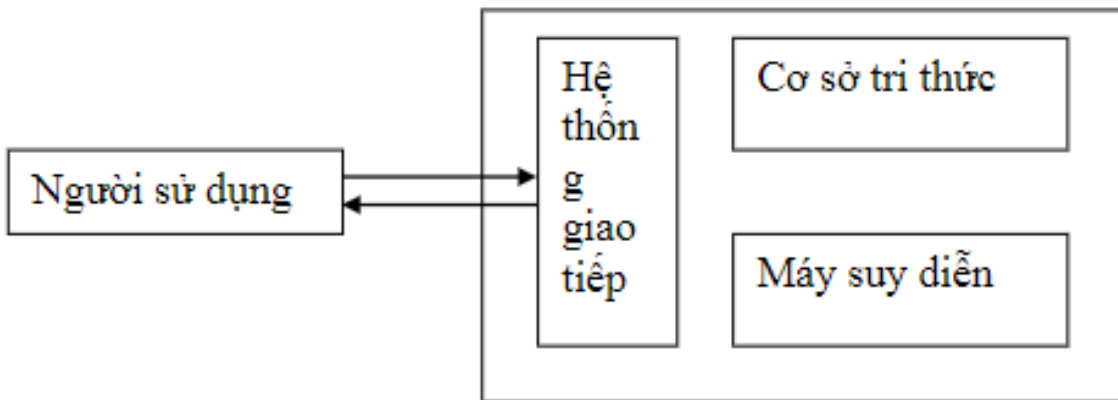 Người sử dụng
Hệ
thốn
g
giao
tiếp
Cơ sở tri thức
Máy suy diễn